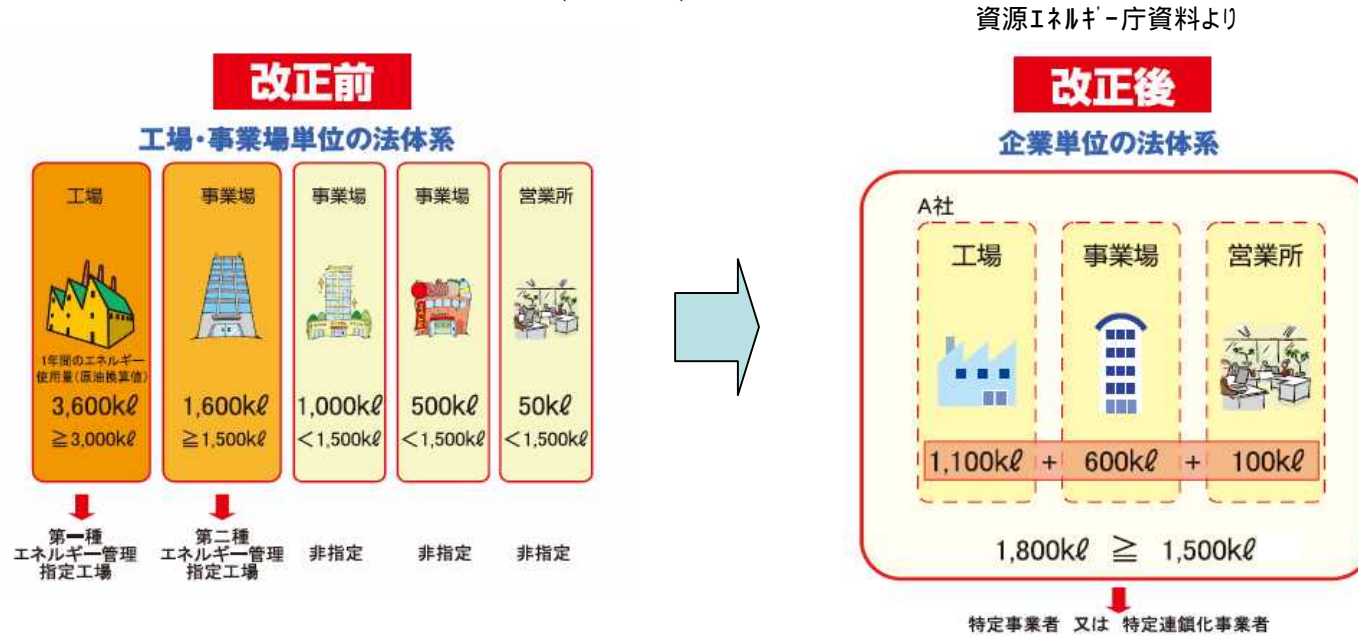 資源ｴﾈﾙｷﾞｰ庁資料より
改正前
工場・事業場単位の法体系
工場
事業場
事業場
事業場
営業所
1年間のエネルギー
使用量(原油換算値)
3,600kℓ
1,600kℓ
1,000kℓ
500kℓ
50kℓ
≧3,000kℓ
≧1,500kℓ
＜1,500kℓ
＜1,500kℓ
＜1,500kℓ
第一種
エネルギー管理
指定工場
第二種
エネルギー管理
指定工場
非指定
非指定
非指定
改正後
企業単位の法体系
A社
工場
事業場
営業所
1,100kℓ + 600kℓ + 100kℓ
1,800kℓ ≧ 1,500kℓ
特定事業者 又は 特定連鎖化事業者